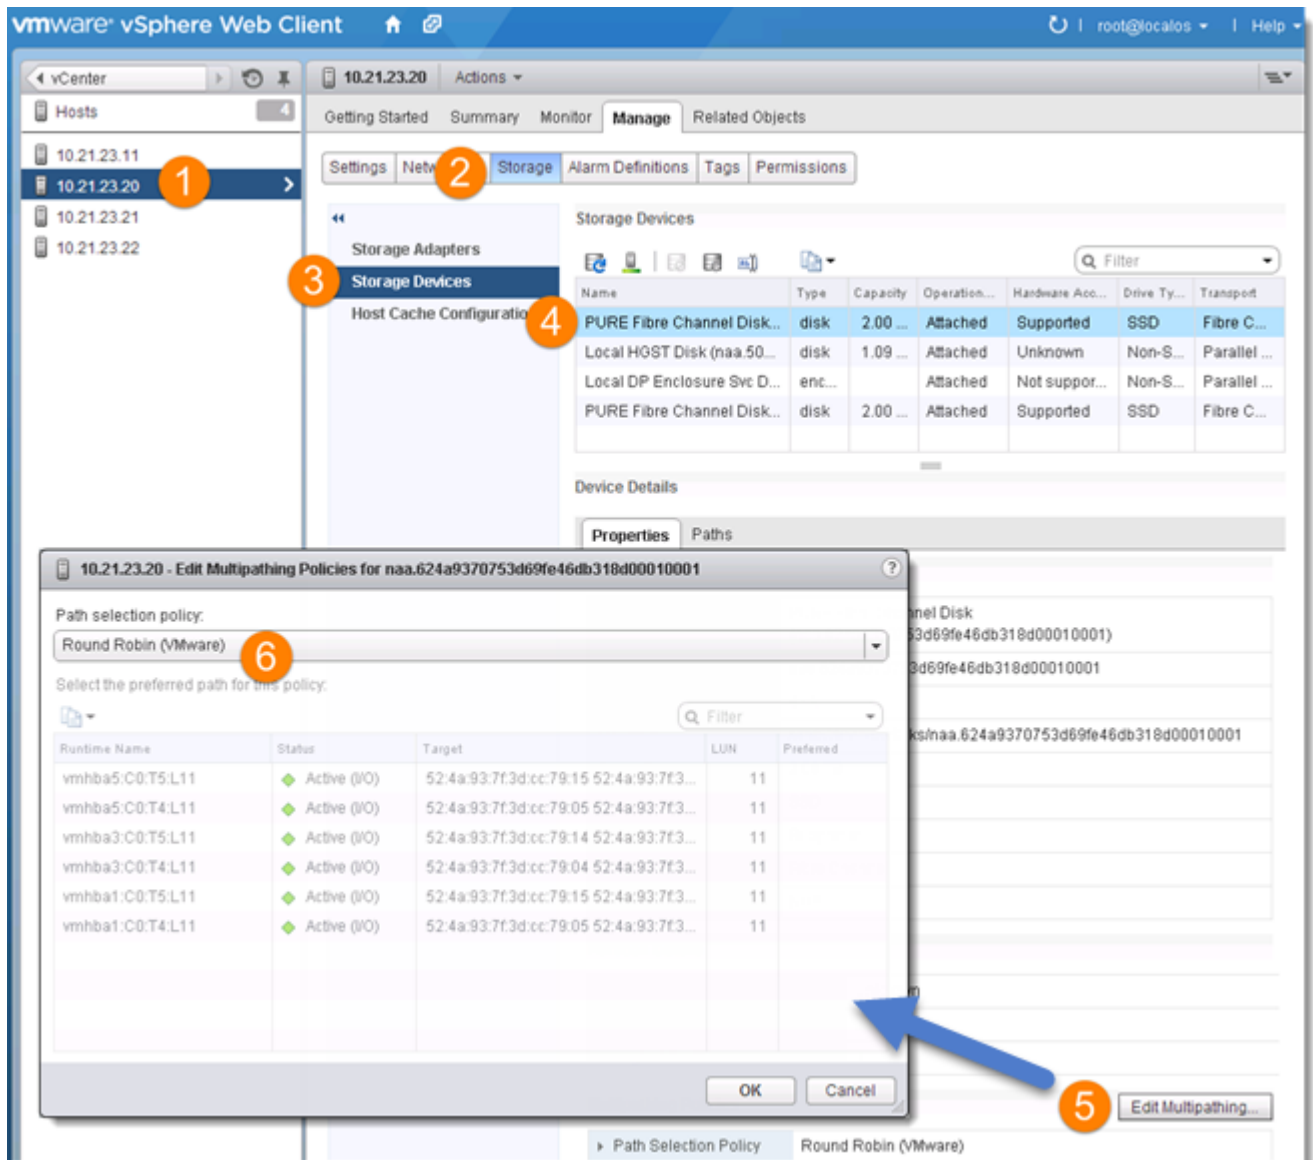 vmware® vSphere Web Client
root@localos
Help
vCenter
10.21.23.20 Actions
Hosts 4
Getting Started Summary Monitor Manage Related Objects
10.21.23.11
10.21.23.20 1
10.21.23.21
10.21.23.22
Settings Netw 2 Storage Alarm Definitions Tags Permissions
Storage Adapters
3 Storage Devices
Host Cache Configuratio
Storage Devices
Filter
Name Type Capacity Operation... Hardware Acc... Drive Ty... Transport
4 PURE Fibre Channel Disk... disk 2.00 ... Attached Supported SSD Fibre C...
Local HGST Disk (naa.50... disk 1.09 ... Attached Unknown Non-S... Parallel ...
Local DP Enclosure Svc D... enc... Attached Not suppor... Non-S... Parallel ...
PURE Fibre Channel Disk... disk 2.00 ... Attached Supported SSD Fibre C...
Device Details
Properties Paths
10.21.23.20 - Edit Multipathing Policies for naa.624a9370753d69fe46db318d00010001 ?
Path selection policy:
Round Robin (VMware) 6
Select the preferred path for this policy:
Filter
Runtime Name Status Target LUN Preferred
vmhba5:C0:T5:L11 Active (I/O) 52:4a:93:7f:3d:cc:79:15 52:4a:93:7f:3... 11
vmhba5:C0:T4:L11 Active (I/O) 52:4a:93:7f:3d:cc:79:05 52:4a:93:7f:3... 11
vmhba3:C0:T5:L11 Active (I/O) 52:4a:93:7f:3d:cc:79:14 52:4a:93:7f:3... 11
vmhba3:C0:T4:L11 Active (I/O) 52:4a:93:7f:3d:cc:79:04 52:4a:93:7f:3... 11
vmhba1:C0:T5:L11 Active (I/O) 52:4a:93:7f:3d:cc:79:15 52:4a:93:7f:3... 11
vmhba1:C0:T4:L11 Active (I/O) 52:4a:93:7f:3d:cc:79:05 52:4a:93:7f:3... 11
OK Cancel
nnel Disk
53d69fe46db318d00010001)
3d69fe46db318d00010001
ks/naa.624a9370753d69fe46db318d00010001
5 Edit Multipathing...
Path Selection Policy Round Robin (VMware)